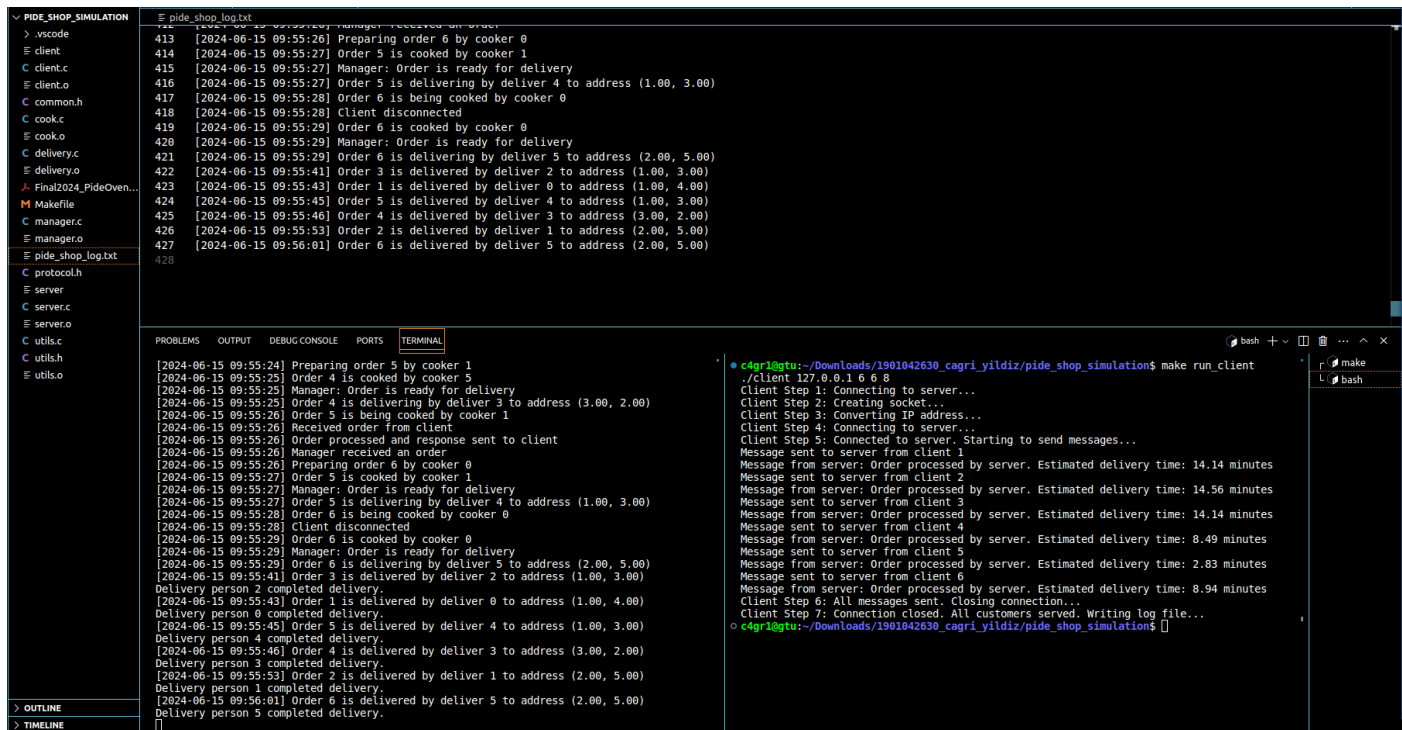 PIDE_SHOP_SIMULATION
.vscode
client
client.c
client.o
common.h
cook.c
cook.o
delivery.c
delivery.o
Final2024_PideOven...
Makefile
manager.c
manager.o
pide_shop_log.txt
protocol.h
server
server.c
server.o
utils.c
utils.h
utils.o
OUTLINE
TIMELINE
pide_shop_log.txt
413 [2024-06-15 09:55:26] Preparing order 6 by cooker 0
414 [2024-06-15 09:55:27] Order 5 is cooked by cooker 1
415 [2024-06-15 09:55:27] Manager: Order is ready for delivery
416 [2024-06-15 09:55:27] Order 5 is delivering by deliver 4 to address (1.00, 3.00)
417 [2024-06-15 09:55:28] Order 6 is being cooked by cooker 0
418 [2024-06-15 09:55:28] Client disconnected
419 [2024-06-15 09:55:29] Order 6 is cooked by cooker 0
420 [2024-06-15 09:55:29] Manager: Order is ready for delivery
421 [2024-06-15 09:55:29] Order 6 is delivering by deliver 5 to address (2.00, 5.00)
422 [2024-06-15 09:55:41] Order 3 is delivered by deliver 2 to address (1.00, 3.00)
423 [2024-06-15 09:55:43] Order 1 is delivered by deliver 0 to address (1.00, 4.00)
424 [2024-06-15 09:55:45] Order 5 is delivered by deliver 4 to address (1.00, 3.00)
425 [2024-06-15 09:55:46] Order 4 is delivered by deliver 3 to address (3.00, 2.00)
426 [2024-06-15 09:55:53] Order 2 is delivered by deliver 1 to address (2.00, 5.00)
427 [2024-06-15 09:56:01] Order 6 is delivered by deliver 5 to address (2.00, 5.00)
428
PROBLEMS OUTPUT DEBUG CONSOLE PORTS TERMINAL
bash
[2024-06-15 09:55:24] Preparing order 5 by cooker 1
[2024-06-15 09:55:25] Order 4 is cooked by cooker 5
[2024-06-15 09:55:25] Manager: Order is ready for delivery
[2024-06-15 09:55:25] Order 4 is delivering by deliver 3 to address (3.00, 2.00)
[2024-06-15 09:55:26] Order 5 is being cooked by cooker 1
[2024-06-15 09:55:26] Received order from client
[2024-06-15 09:55:26] Order processed and response sent to client
[2024-06-15 09:55:26] Manager received an order
[2024-06-15 09:55:26] Preparing order 6 by cooker 0
[2024-06-15 09:55:27] Order 5 is cooked by cooker 1
[2024-06-15 09:55:27] Manager: Order is ready for delivery
[2024-06-15 09:55:27] Order 5 is delivering by deliver 4 to address (1.00, 3.00)
[2024-06-15 09:55:28] Order 6 is being cooked by cooker 0
[2024-06-15 09:55:28] Client disconnected
[2024-06-15 09:55:29] Order 6 is cooked by cooker 0
[2024-06-15 09:55:29] Manager: Order is ready for delivery
[2024-06-15 09:55:29] Order 6 is delivering by deliver 5 to address (2.00, 5.00)
[2024-06-15 09:55:41] Order 3 is delivered by deliver 2 to address (1.00, 3.00)
Delivery person 2 completed delivery.
[2024-06-15 09:55:43] Order 1 is delivered by deliver 0 to address (1.00, 4.00)
Delivery person 0 completed delivery.
[2024-06-15 09:55:45] Order 5 is delivered by deliver 4 to address (1.00, 3.00)
Delivery person 4 completed delivery.
[2024-06-15 09:55:46] Order 4 is delivered by deliver 3 to address (3.00, 2.00)
Delivery person 3 completed delivery.
[2024-06-15 09:55:53] Order 2 is delivered by deliver 1 to address (2.00, 5.00)
Delivery person 1 completed delivery.
[2024-06-15 09:56:01] Order 6 is delivered by deliver 5 to address (2.00, 5.00)
Delivery person 5 completed delivery.
c4gr1@gtu:~/Downloads/1901042630_cagri_yildiz/pide_shop_simulation$ make run_client
./client 127.0.0.1 6 6 8
Client Step 1: Connecting to server...
Client Step 2: Creating socket...
Client Step 3: Converting IP address...
Client Step 4: Connecting to server...
Client Step 5: Connected to server. Starting to send messages...
Message sent to server from client 1
Message from server: Order processed by server. Estimated delivery time: 14.14 minutes
Message sent to server from client 2
Message from server: Order processed by server. Estimated delivery time: 14.56 minutes
Message sent to server from client 3
Message from server: Order processed by server. Estimated delivery time: 14.14 minutes
Message sent to server from client 4
Message from server: Order processed by server. Estimated delivery time: 8.49 minutes
Message sent to server from client 5
Message from server: Order processed by server. Estimated delivery time: 2.83 minutes
Message sent to server from client 6
Message from server: Order processed by server. Estimated delivery time: 8.94 minutes
Client Step 6: All messages sent. Closing connection...
Client Step 7: Connection closed. All customers served. Writing log file...
c4gr1@gtu:~/Downloads/1901042630_cagri_yildiz/pide_shop_simulation$
make
bash